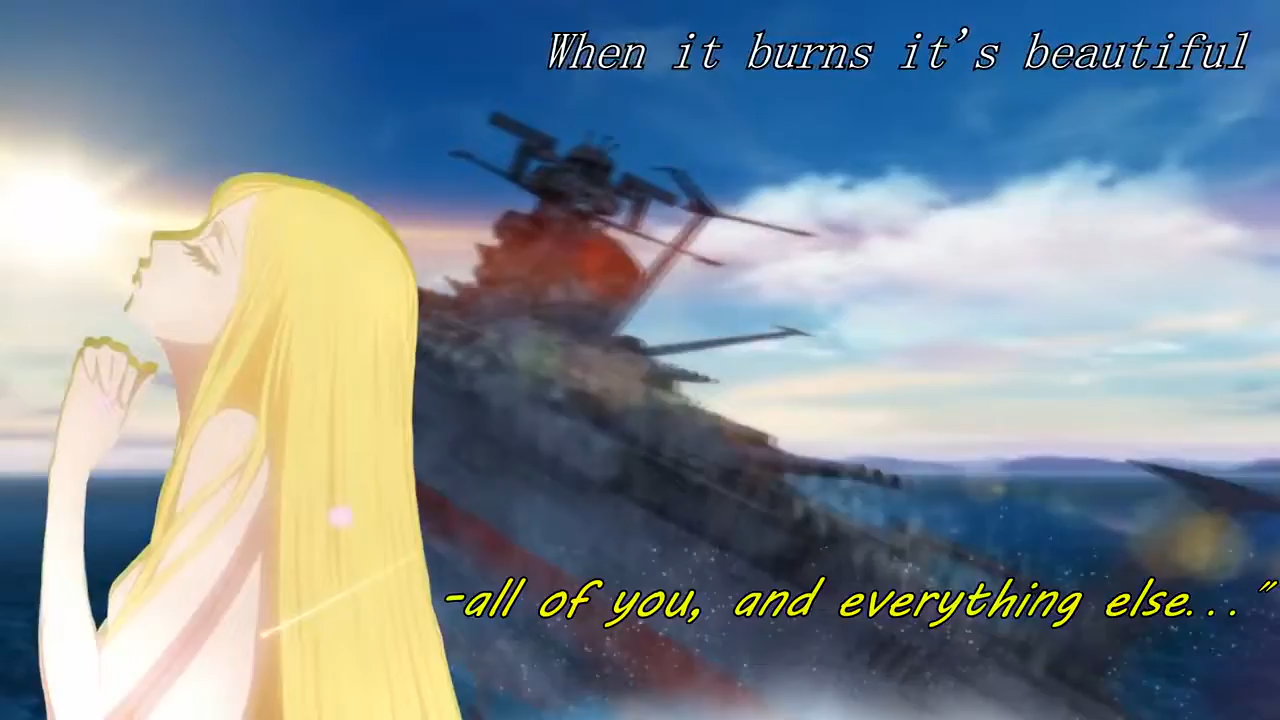 When it burns it's beautiful
-all of you, and everything else..."